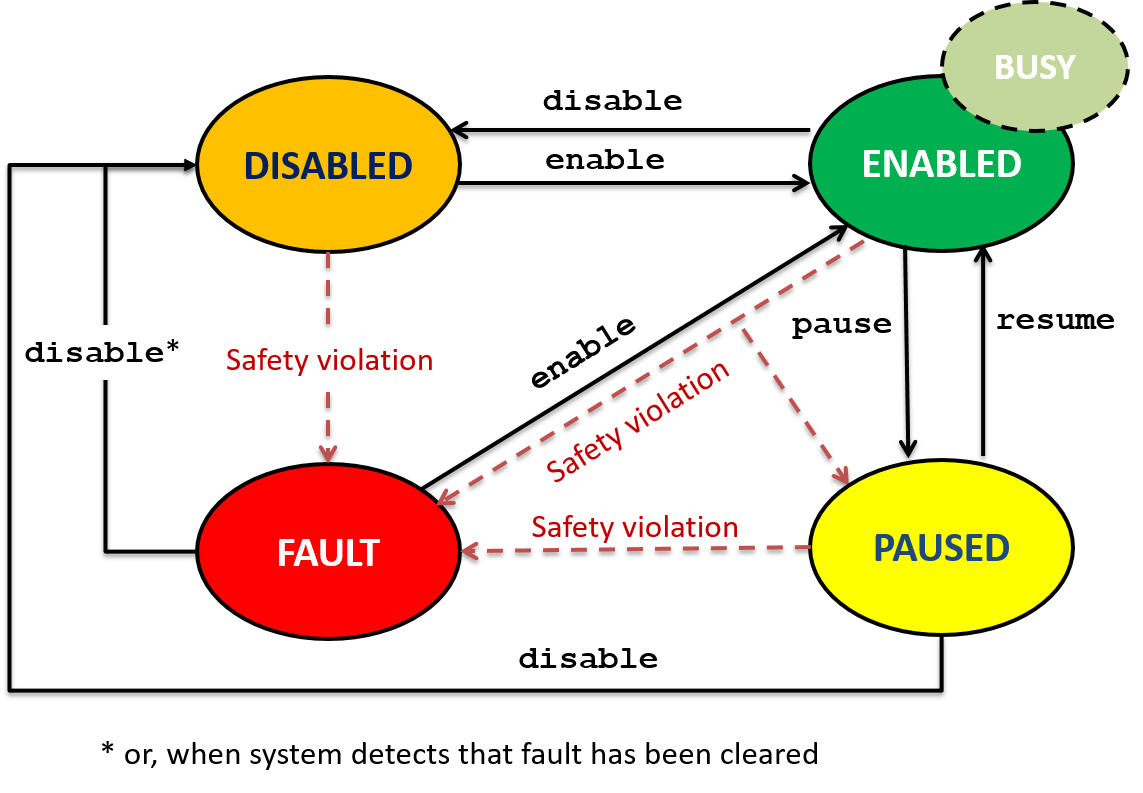 BUSY
disable
DISABLED
enable
ENABLED
disable*
Safety violation
enable
Safety violation
pause
resume
Safety violation
FAULT
PAUSED
disable
* or, when system detects that fault has been cleared